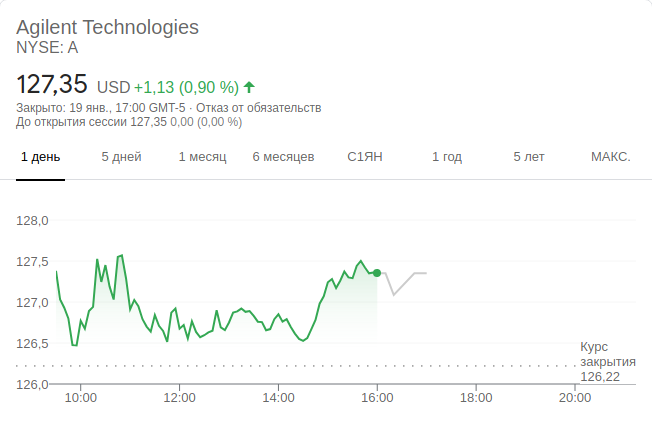 Agilent Technologies
NYSE: A
127,35 USD +1,13 (0,90 %)
Закрыто: 19 янв., 17:00 GMT-5 · Отказ от обязательств
До открытия сессии 127,35 0,00 (0,00 %)
1 день 5 дней 1 месяц 6 месяцев С1ЯН 1 год 5 лет МАКС.
128,0
127,5
127,0
126,5
Курс
закрытия
126,22
126,0
10:00 12:00 14:00 16:00 18:00 20:00